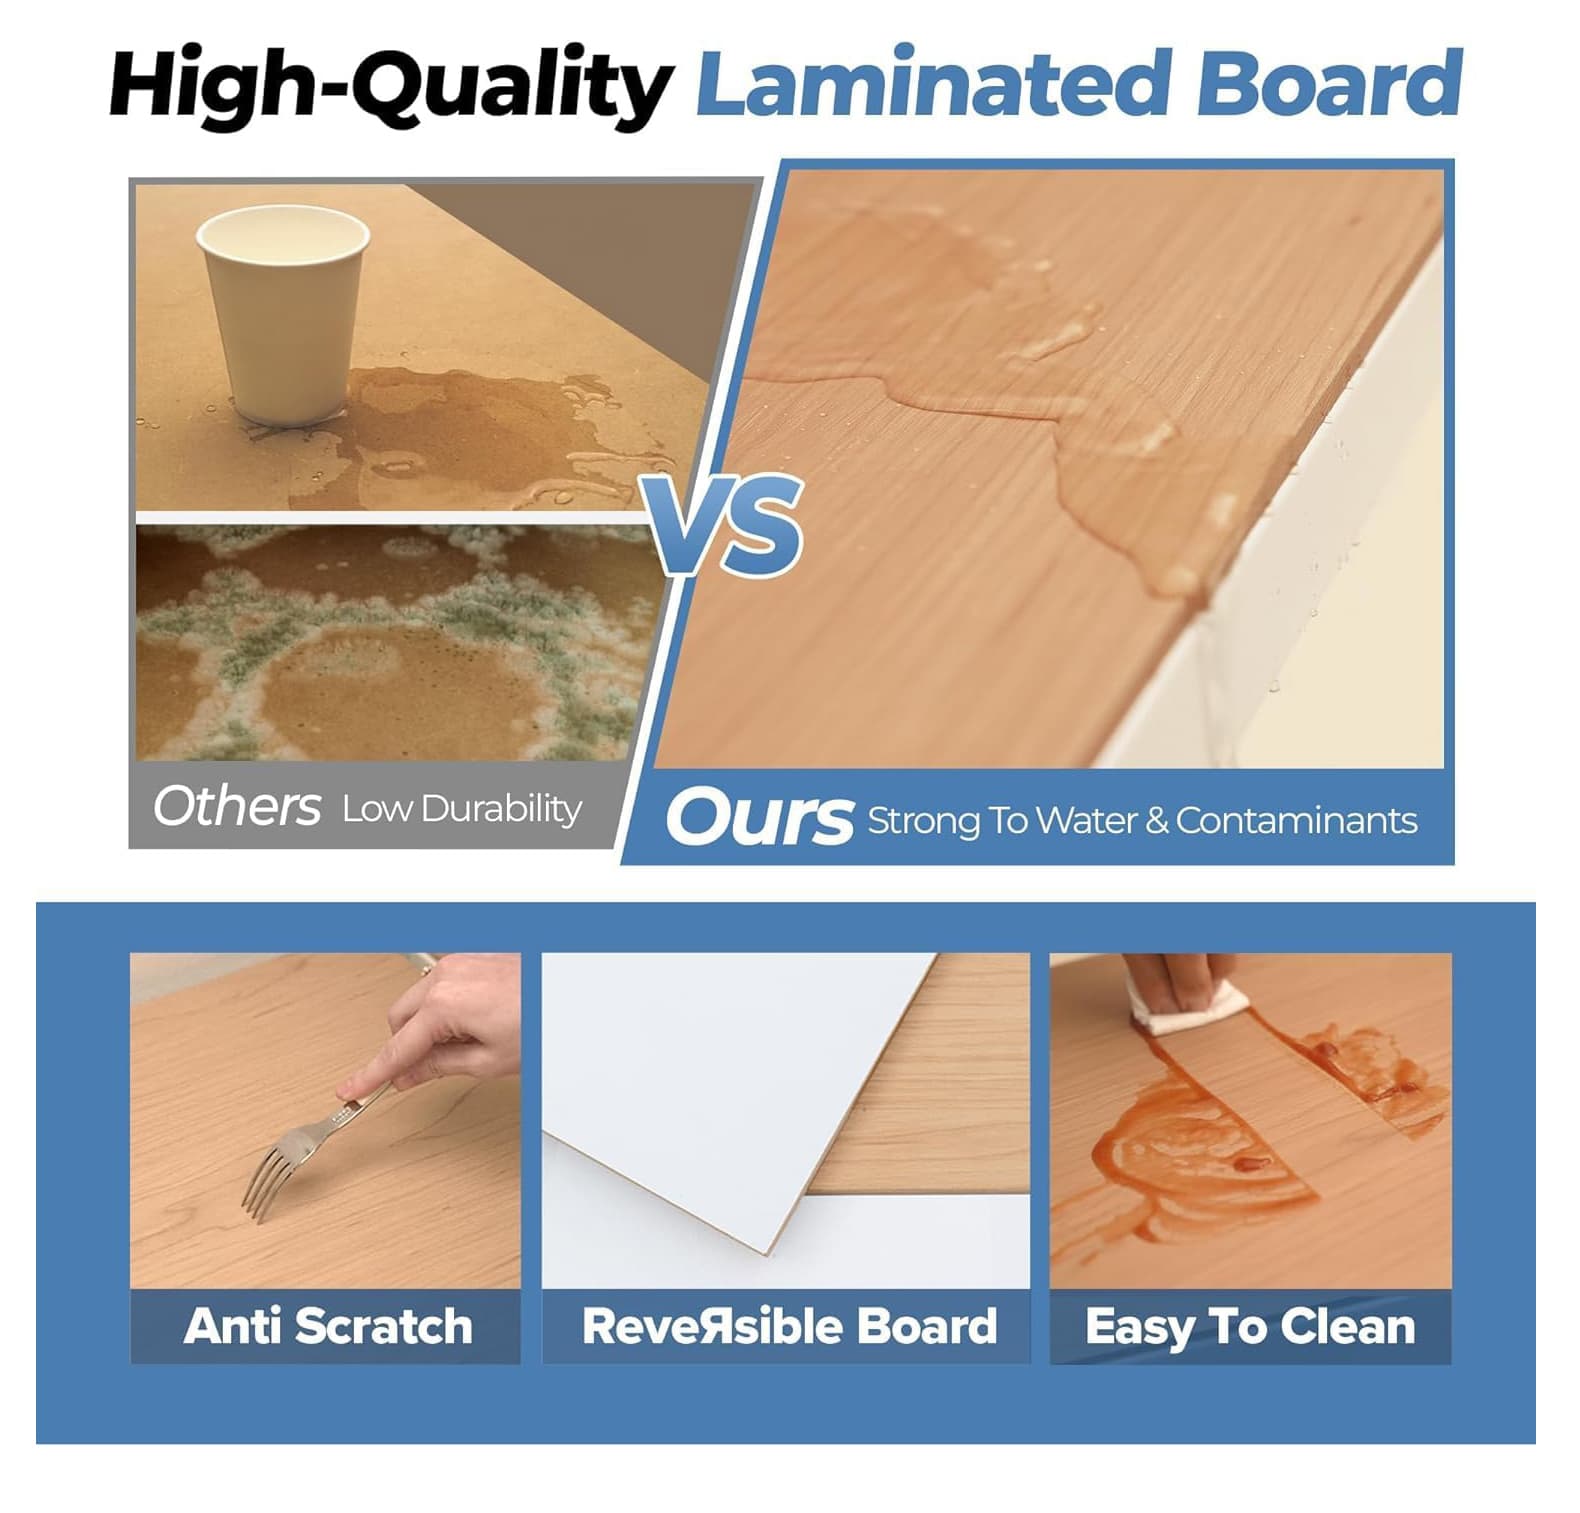 High-Quality Laminated Board
VS
Others Low Durability
Ours Strong To Water & Contaminants
Anti Scratch
ReveЯsible Board
Easy To Clean